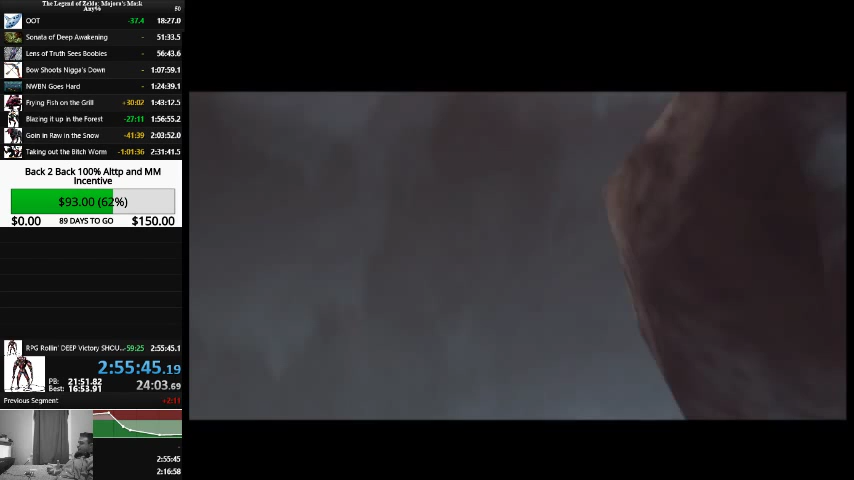 The Legend of Zelda: Majora's Mask
Any% 50
OOT -37.4 18:27.0
Sonata of Deep Awakening - 51:33.5
Lens of Truth Sees Boobies - 56:43.6
Bow Shoots Nigga's Down - 1:07:59.1
NWBN Goes Hard - 1:24:39.1
Frying Fish on the Grill +30:02 1:43:12.5
Blazing it up in the Forest -27:11 1:56:55.2
Goin in Raw in the Snow -41:39 2:03:52.0
Taking out the Bitch Worm -1:01:36 2:31:41.5
Back 2 Back 100% Alttp and MM
Incentive
$93.00 (62%)
$0.00 89 DAYS TO GO $150.00
RPG Rollin' DEEP Victory SHOU... -59:25 2:55:45.1
2:55:45.19
PB: 21:51.82
Best: 16:53.91
24:03.69
Previous Segment +2:11
-
2:55:45
2:16:58